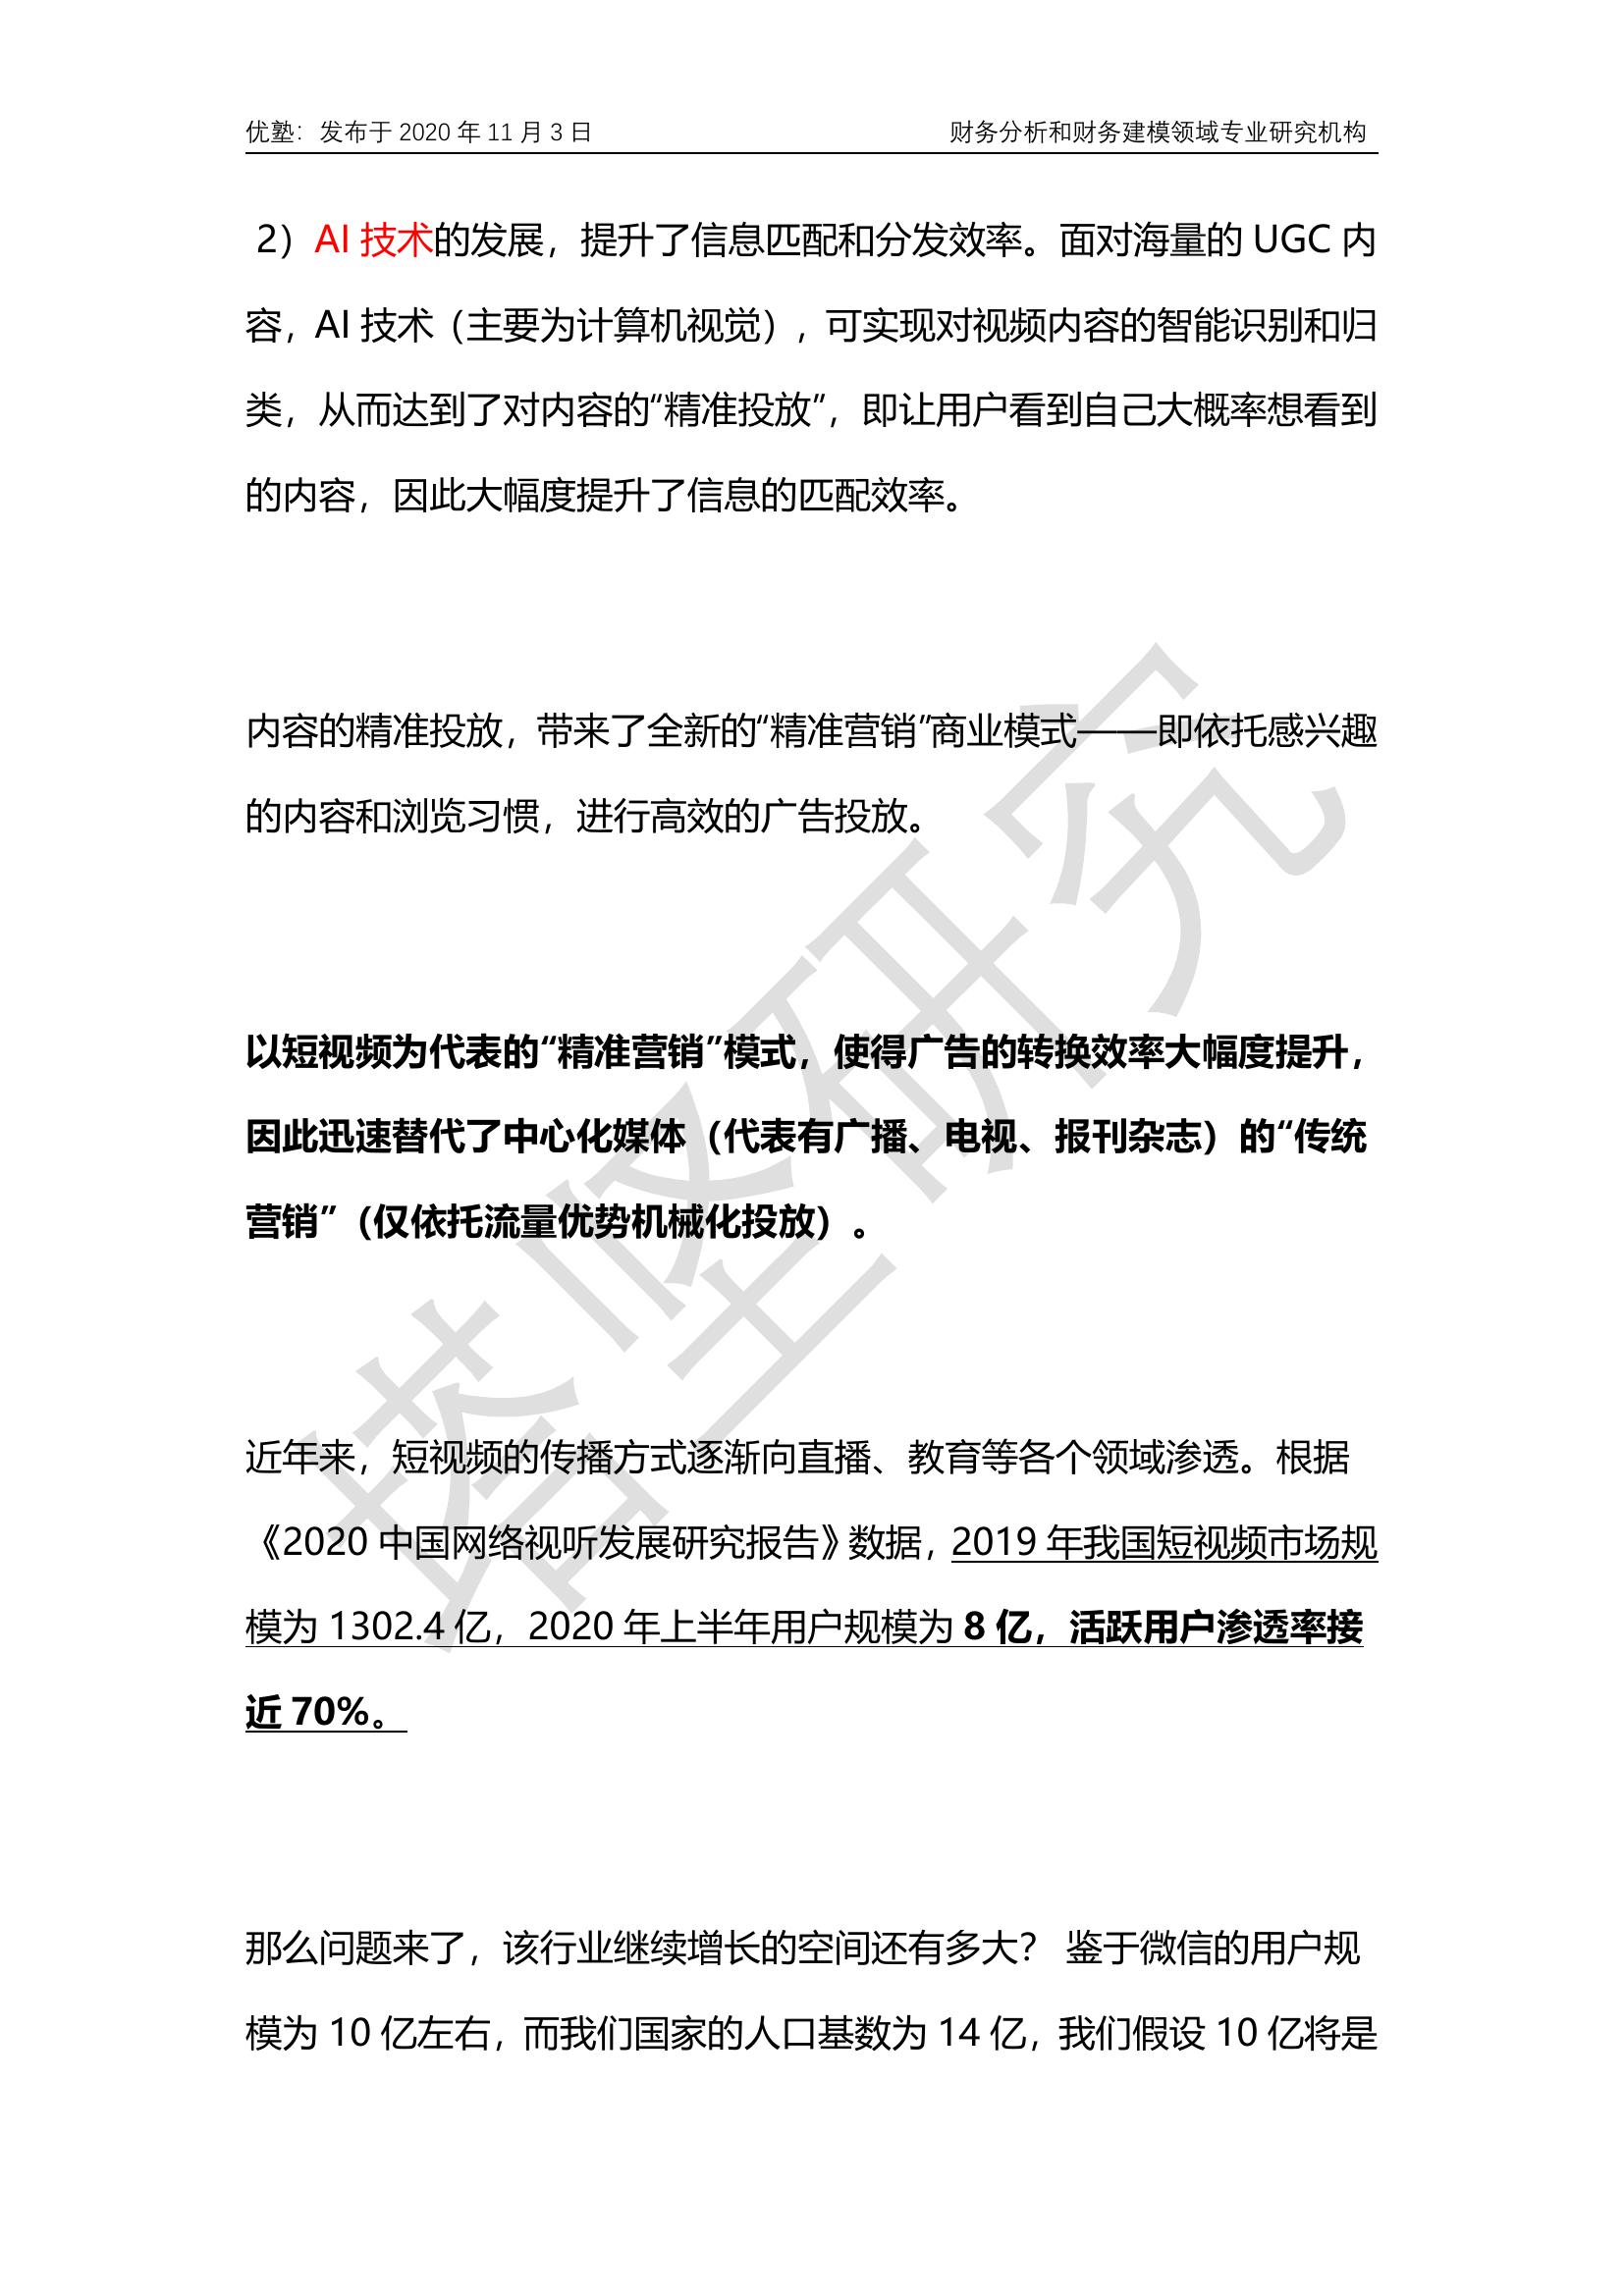 优塾：发布于 2020 年 11 月 3 日 财务分析和财务建模领域专业研究机构
2）AI 技术的发展，提升了信息匹配和分发效率。面对海量的 UGC 内
容，AI 技术（主要为计算机视觉），可实现对视频内容的智能识别和归
类，从而达到了对内容的“精准投放”，即让用户看到自己大概率想看到
的内容，因此大幅度提升了信息的匹配效率。
内容的精准投放，带来了全新的“精准营销”商业模式——即依托感兴趣
的内容和浏览习惯，进行高效的广告投放。
以短视频为代表的“精准营销”模式，使得广告的转换效率大幅度提升，
因此迅速替代了中心化媒体（代表有广播、电视、报刊杂志）的“传统
营销”（仅依托流量优势机械化投放）。
近年来，短视频的传播方式逐渐向直播、教育等各个领域渗透。根据
《2020 中国网络视听发展研究报告》数据，2019 年我国短视频市场规
模为 1302.4 亿，2020 年上半年用户规模为 8 亿，活跃用户渗透率接
近 70%。
那么问题来了，该行业继续增长的空间还有多大？ 鉴于微信的用户规
模为 10 亿左右，而我们国家的人口基数为 14 亿，我们假设 10 亿将是
塔坚研究